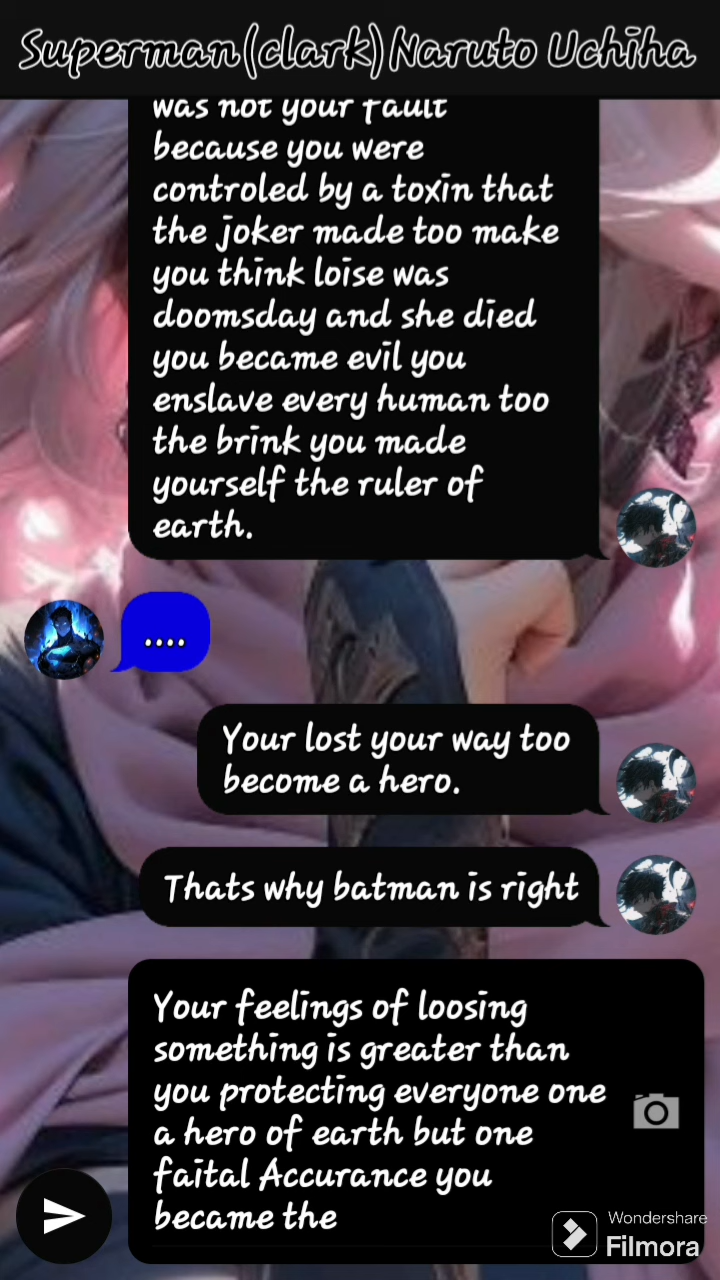 Superman(clark)Naruto Uchiha
was not your fault
because you were
controled by a toxin that
the joker made too make
you think loise was
doomsday and she died
you became evil you
enslave every human too
the brink you made
yourself the ruler of
earth.
....
Your lost your way too
become a hero.
Thats why batman is right
Your feelings of loosing
something is greater than
you protecting everyone one
a hero of earth but one
faital Accurance you
became the
Wondershare
Filmora